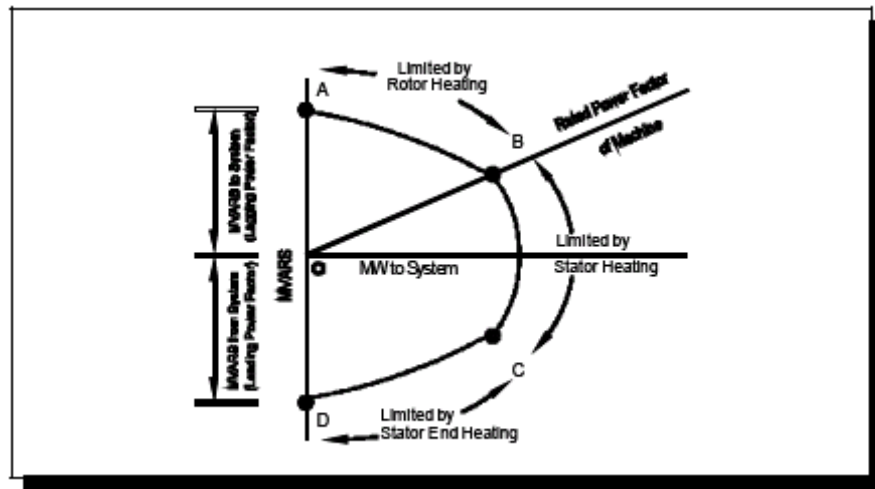 Limited by
Rotor Heating
A
B
Rated Power Factor
of Machine
MVARS to System
(Lagging Power Factor)
Limited by
Stator Heating
MW to System
O
MVARS
MVARS from System
(Leading Power Factor)
C
D
Limited by
Stator End Heating